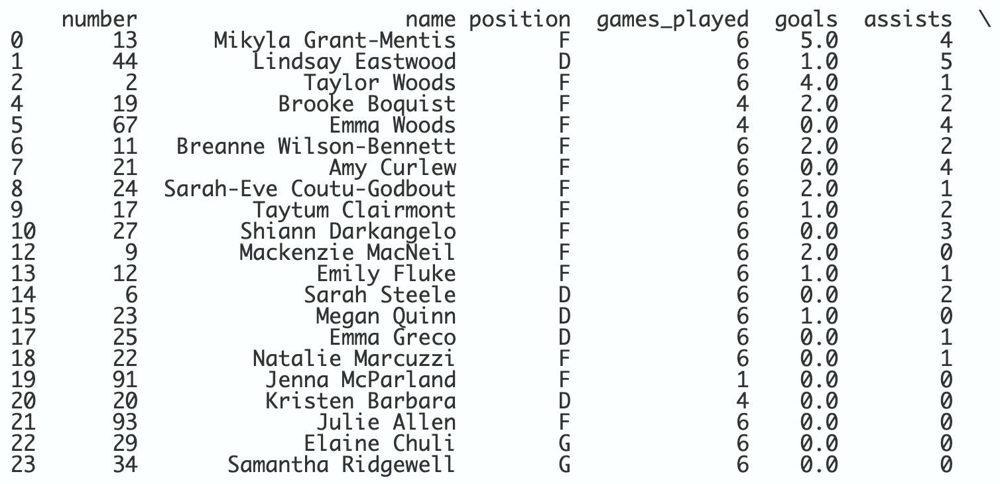 number name position games_played goals assists \
0 13 Mikyla Grant-Mentis F 6 5.0 4
1 44 Lindsay Eastwood D 6 1.0 5
2 2 Taylor Woods F 6 4.0 1
4 19 Brooke Boquist F 4 2.0 2
5 67 Emma Woods F 4 0.0 4
6 11 Breanne Wilson-Bennett F 6 2.0 2
7 21 Amy Curlew F 6 0.0 4
8 24 Sarah-Eve Coutu-Godbout F 6 2.0 1
9 17 Taytum Clairmont F 6 1.0 2
10 27 Shiann Darkangelo F 6 0.0 3
12 9 Mackenzie MacNeil F 6 2.0 0
13 12 Emily Fluke F 6 1.0 1
14 6 Sarah Steele D 6 0.0 2
15 23 Megan Quinn D 6 1.0 0
17 25 Emma Greco D 6 0.0 1
18 22 Natalie Marcuzzi F 6 0.0 1
19 91 Jenna McParland F 1 0.0 0
20 20 Kristen Barbara D 4 0.0 0
21 93 Julie Allen F 6 0.0 0
22 29 Elaine Chuli G 6 0.0 0
23 34 Samantha Ridgewell G 6 0.0 0